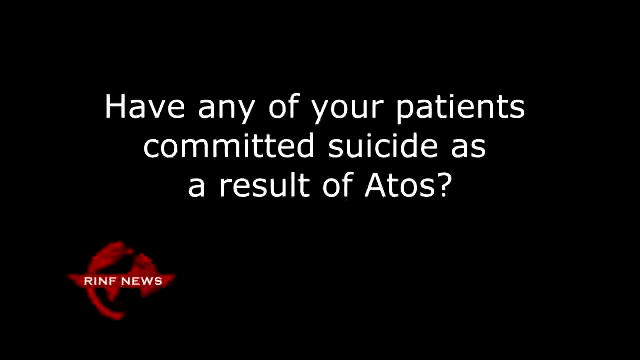 Have any of your patients
committed suicide as
a result of Atos?
RINF NEWS